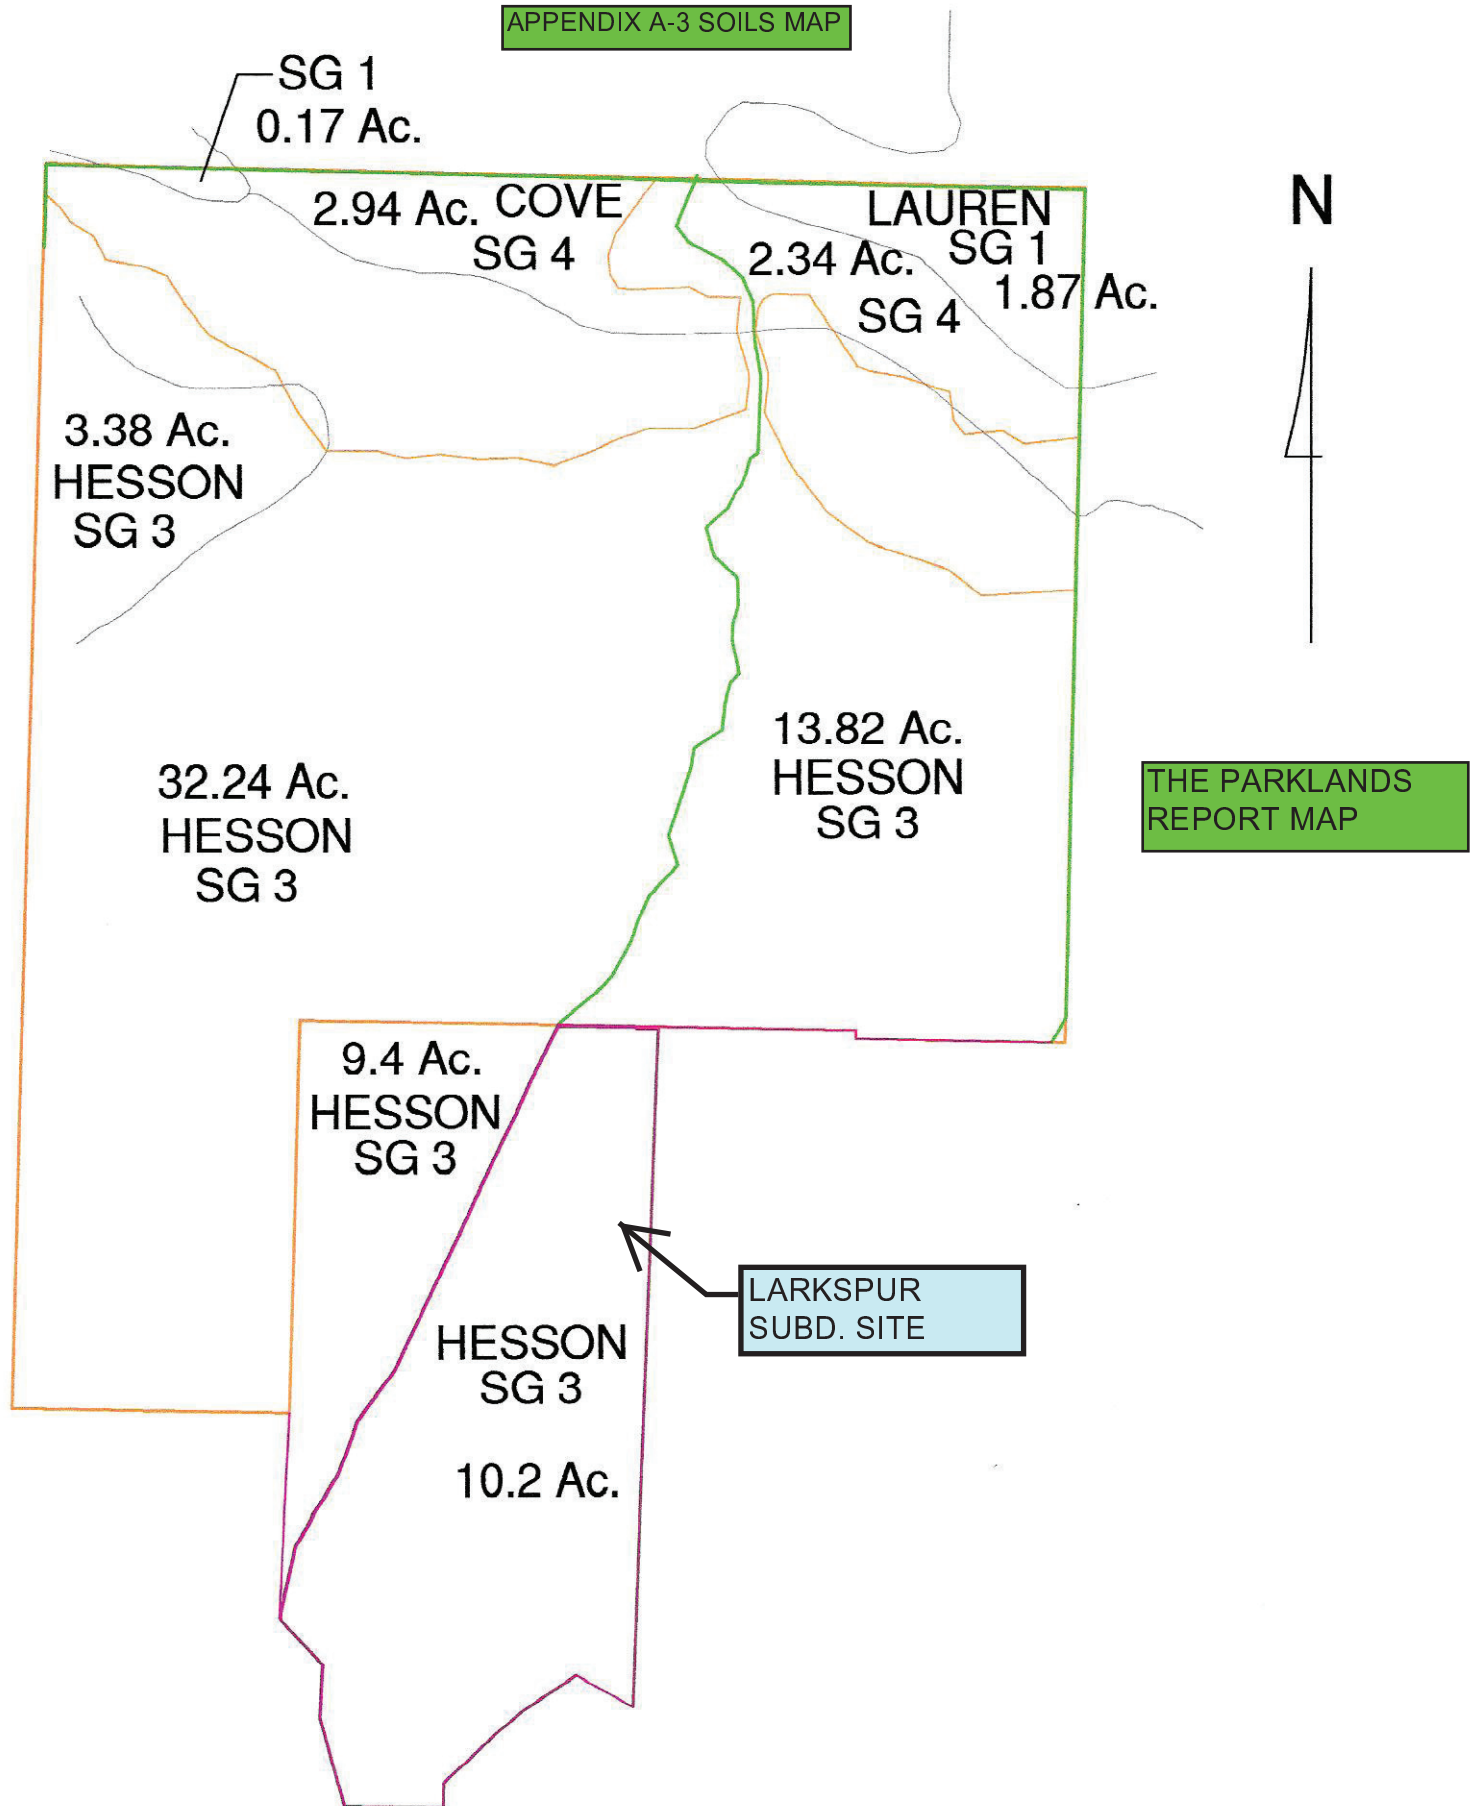 APPENDIX A-3 SOILS MAP
SG 1
0.17 Ac.
2.94 Ac. COVE
SG 4
LAUREN
SG 1
1.87 Ac.
2.34 Ac.
SG 4
N
3.38 Ac.
HESSON
SG 3
32.24 Ac.
HESSON
SG 3
13.82 Ac.
HESSON
SG 3
THE PARKLANDS
REPORT MAP
9.4 Ac.
HESSON
SG 3
LARKSPUR
SUBD. SITE
HESSON
SG 3
10.2 Ac.